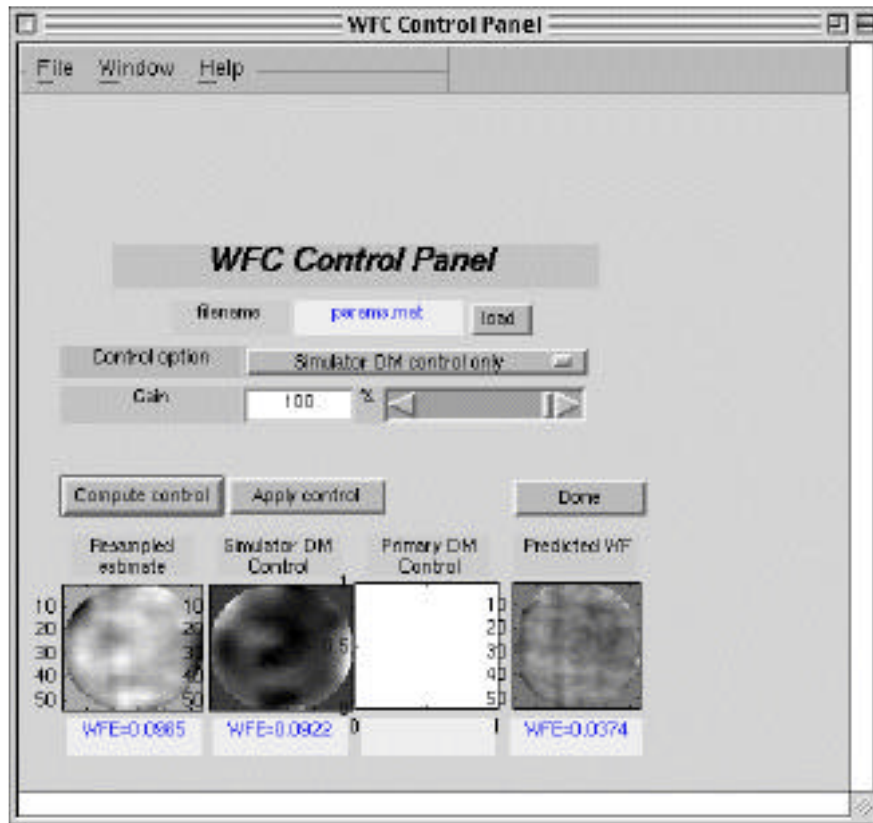 WFC Control Panel
File Window Help
WFC Control Panel
filename params.mat load
Control option Simulator DM control only
Gain 100 %
Compute control Apply control Done
Resampled estimate Simulator DM Control Primary DM Control Predicted WF
1
10 10 10
20 20 20
30 30 0.5 30
40 40 40
50 50 0 50
WFE=0.0965 WFE=0.0922 0 1 WFE=0.0374